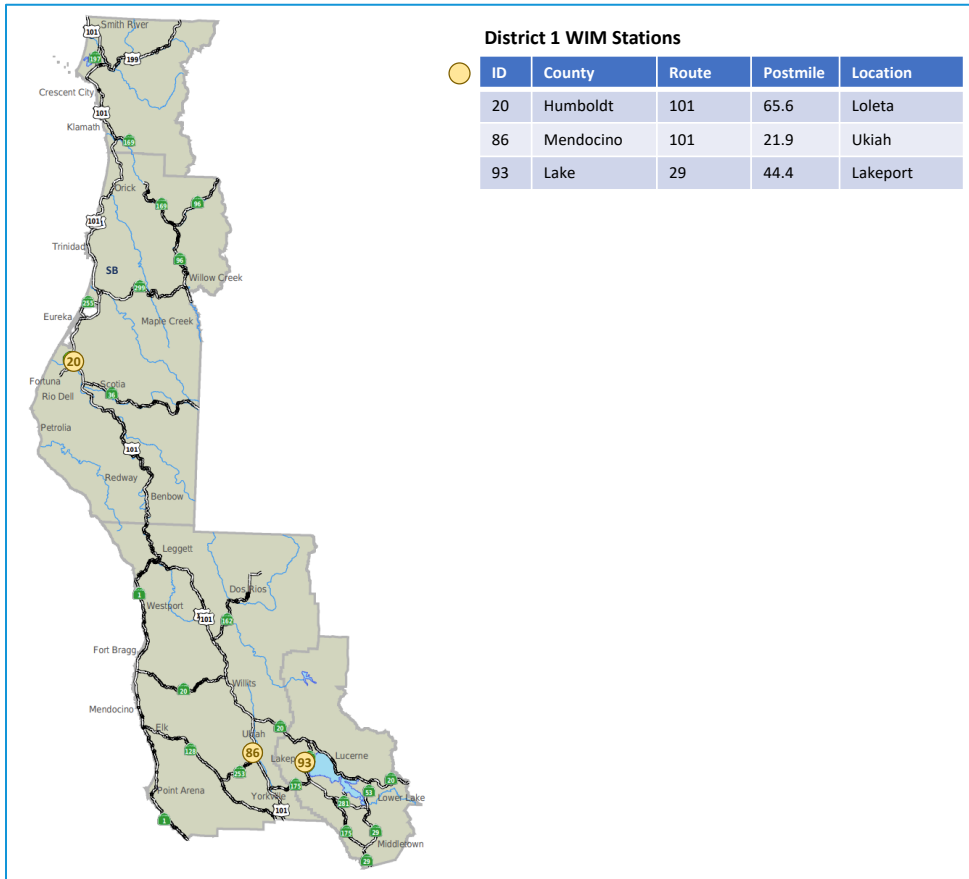 District 1 WIM Stations
ID County Route Postmile Location
20 Humboldt 101 65.6 Loleta
86 Mendocino 101 21.9 Ukiah
93 Lake 29 44.4 Lakeport
Smith River
101
199
197
Crescent City
101
Klamath
169
Orick
169
96
101
Trinidad
96
SB
Willow Creek
299
255
Eureka
Maple Creek
20
Fortuna
Scotia
36
Rio Dell
Petrolia
101
Redway
Benbow
Leggett
Dos Rios
1
Westport
101
162
Fort Bragg
Willits
20
Mendocino
Elk
20
Ukiah
128
86
Lucerne
93
253
175
20
Point Arena
Yorkville
53
Lower Lake
281
101
1
175
29
Middletown
29